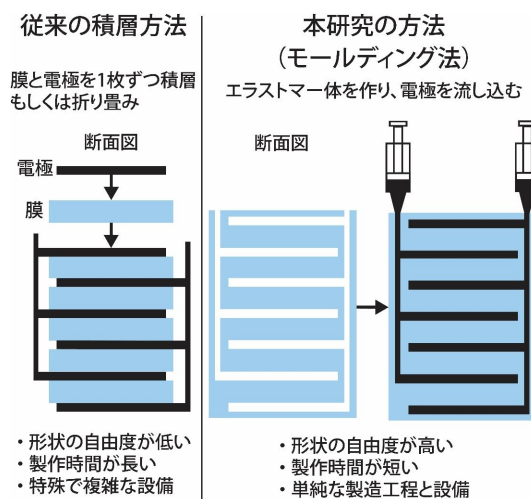 従来の積層方法
膜と電極を1枚ずつ積層
もしくは折り畳み
断面図
電極
膜
・形状の自由度が低い
・製作時間が長い
・特殊で複雑な設備
本研究の方法
(モールディング法)
エラストマー体を作り、電極を流し込む
断面図
・形状の自由度が高い
・製作時間が短い
・単純な製造工程と設備